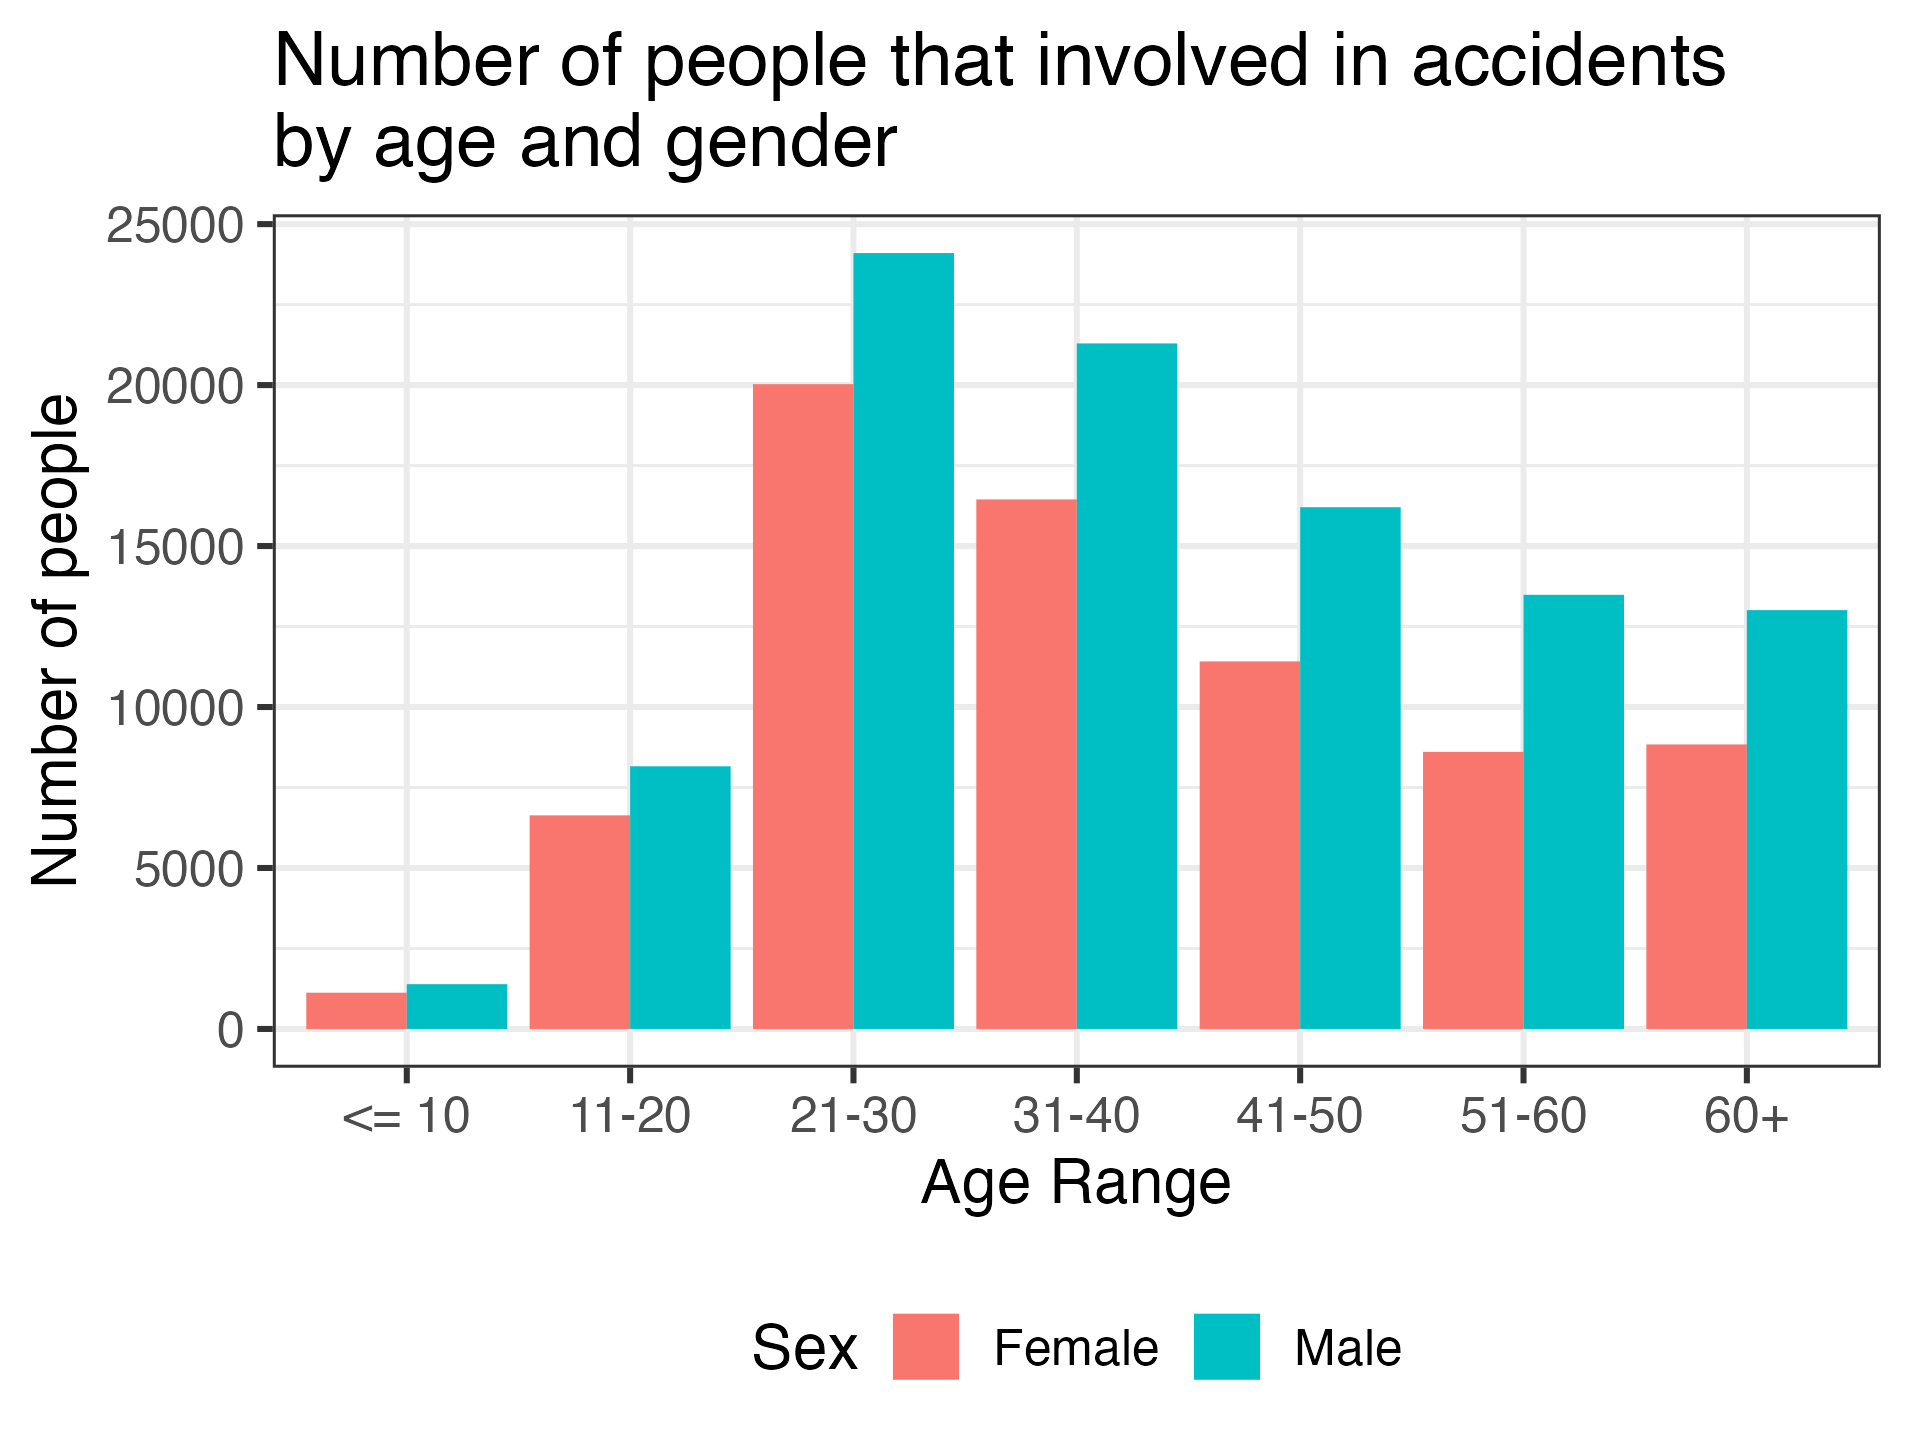 Number of people that involved in accidents
by age and gender
Number of people
25000
20000
15000
10000
5000
0
<= 10 11-20 21-30 31-40 41-50 51-60 60+
Age Range
Sex Female Male